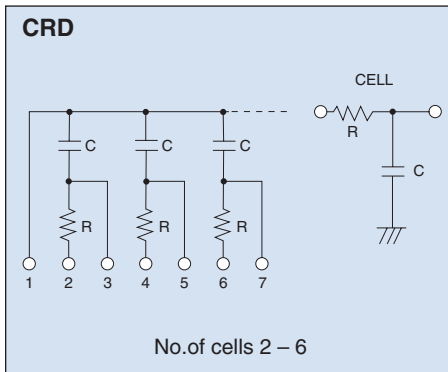 CRD
CELL
R
C C C C
R R R
1 2 3 4 5 6 7
No.of cells 2 – 6